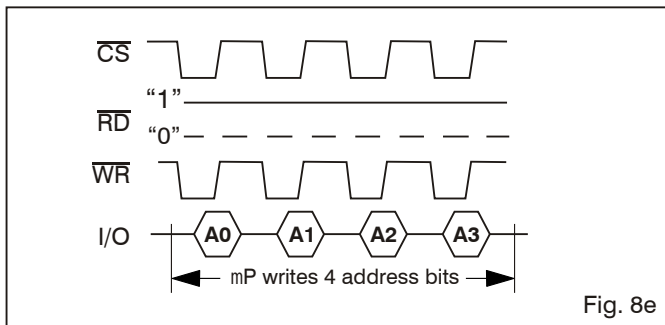 CS
“1”
RD
“0”
WR
I/O A0 A1 A2 A3
mP writes 4 address bits
Fig. 8e